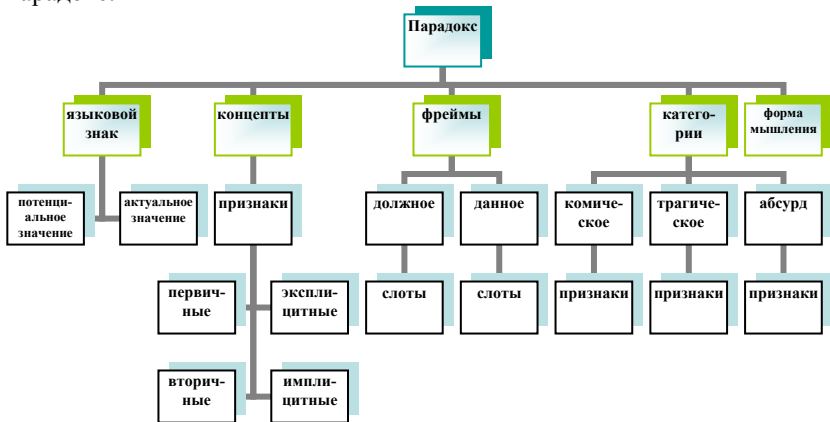 Парадокс
языковой
знак
концепты
фреймы
катего-
рии
форма
мышления
потенци-
альное
значение
актуальное
значение
признаки
должное
данное
комиче-
ское
трагиче-
ское
абсурд
первич-
ные
экспли-
цитные
слоты
слоты
признаки
признаки
признаки
вторич-
ные
импли-
цитные